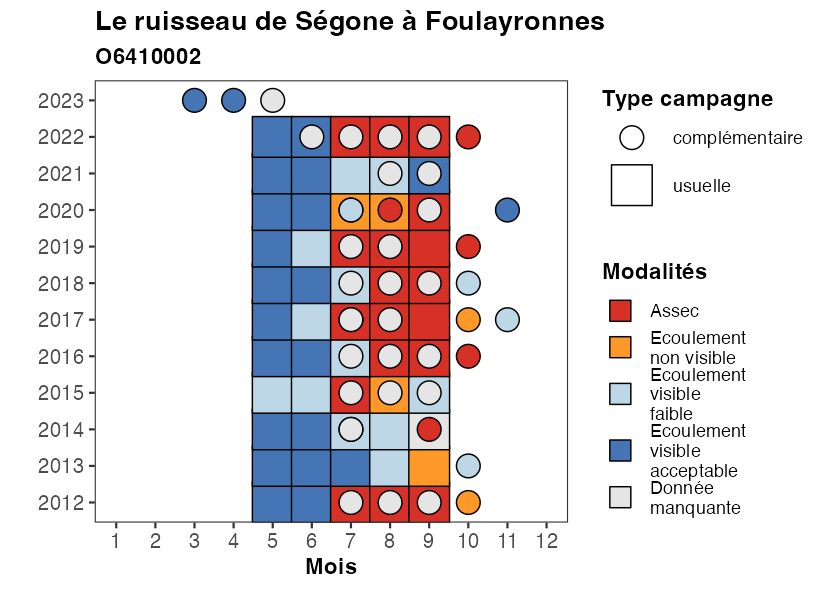 Le ruisseau de Ségone à Foulayronnes
O6410002
2023
2022
2021
2020
2019
2018
2017
2016
2015
2014
2013
2012
1 2 3 4 5 6 7 8 9 10 11 12
Mois
Type campagne
complémentaire
usuelle
Modalités
Assec
Ecoulement
non visible
Ecoulement
visible
faible
Ecoulement
visible
acceptable
Donnée
manquante